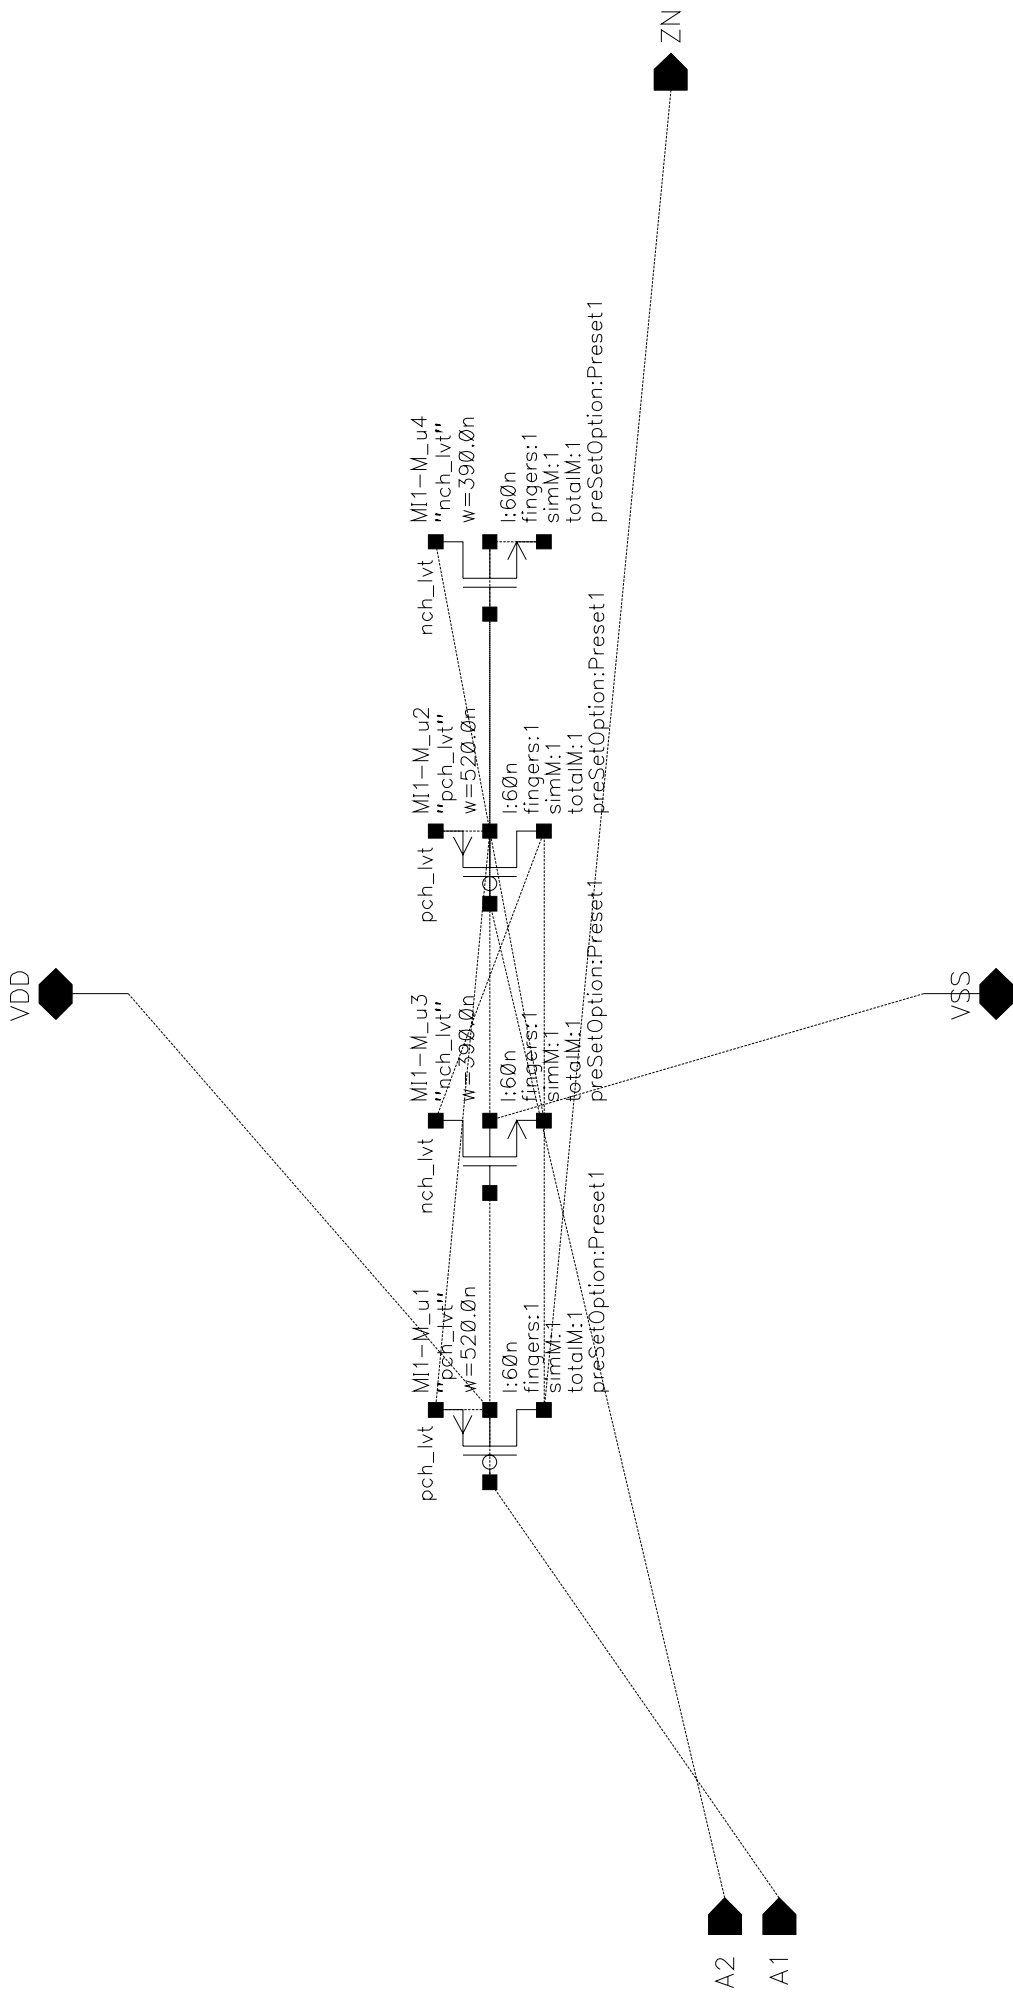 VDD
ZN
VSS
A2
A1
pch_lvt
MI1-M_u1
"pch_lvt"
w=520.0n
l:60n
fingers:1
simM:1
totalM:1
preSetOption:Preset1
nch_lvt
MI1-M_u3
"nch_lvt"
w=390.0n
l:60n
fingers:1
simM:1
totalM:1
preSetOption:Preset1
pch_lvt
MI1-M_u2
"pch_lvt"
w=520.0n
l:60n
fingers:1
simM:1
totalM:1
preSetOption:Preset1
nch_lvt
MI1-M_u4
"nch_lvt"
w=390.0n
l:60n
fingers:1
simM:1
totalM:1
preSetOption:Preset1